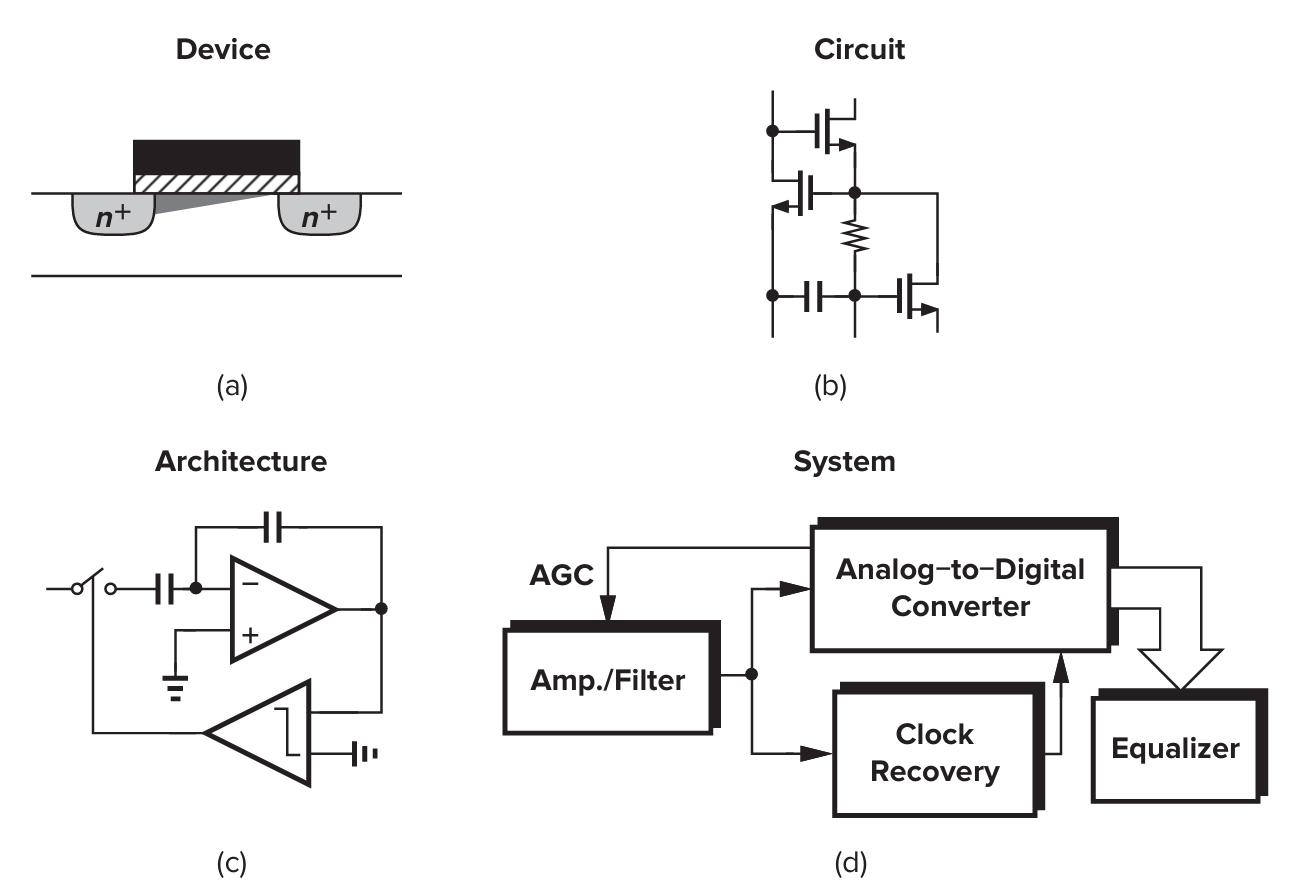 Device
Circuit
n+
n+
(a)
(b)
Architecture
System
−
+
AGC
Analog–to–Digital
Converter
Amp./Filter
Clock
Recovery
Equalizer
(c)
(d)